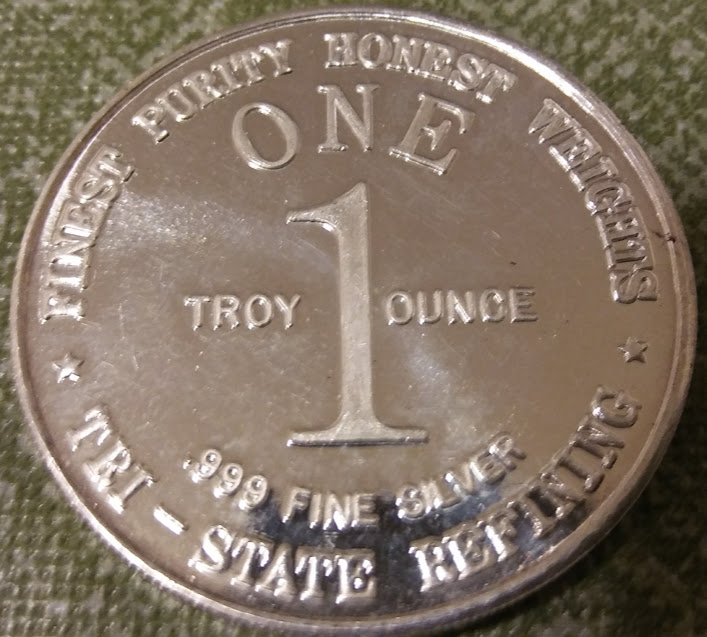 FINEST PURITY HONEST WEIGHTS
ONE
1
TROY OUNCE
.999 FINE SILVER
TRI-STATE REFINING